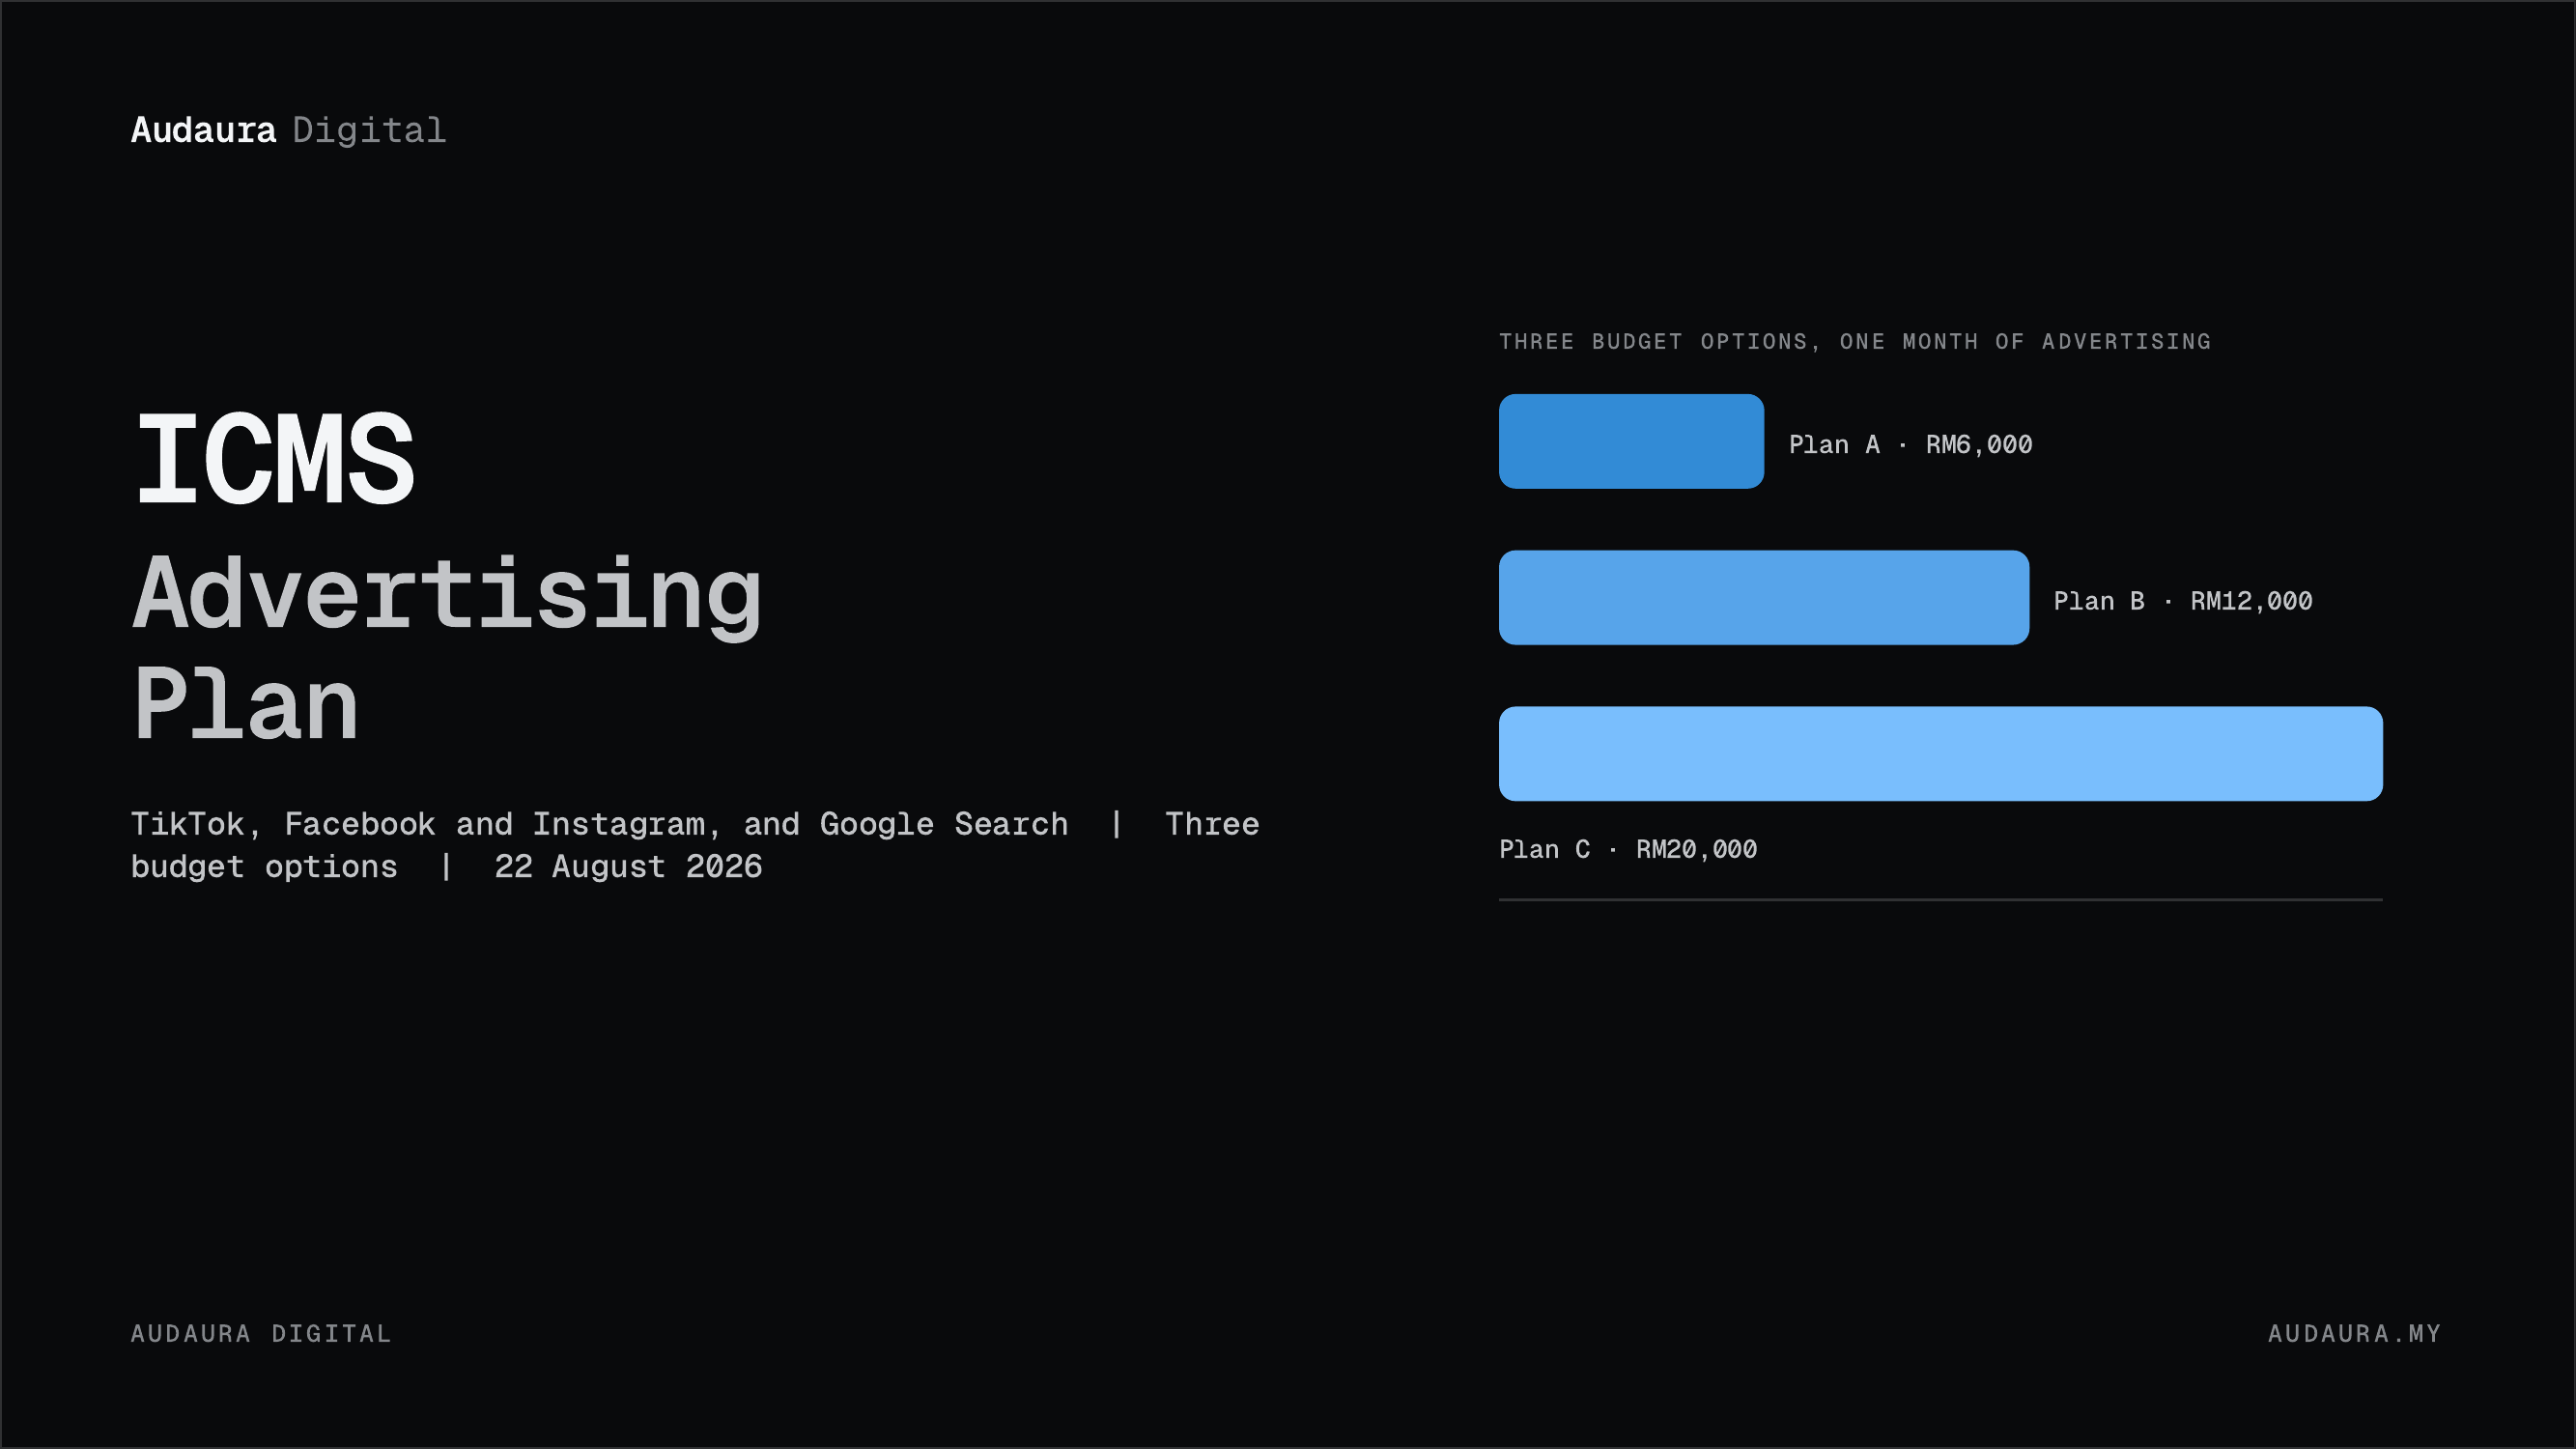 Audaura Digital
ICMS
Advertising
Plan
TikTok, Facebook and Instagram, and Google Search | Three
budget options | 22 August 2026
THREE BUDGET OPTIONS, ONE MONTH OF ADVERTISING
Plan A · RM6,000
Plan B · RM12,000
Plan C · RM20,000
AUDAURA DIGITAL
AUDAURA.MY